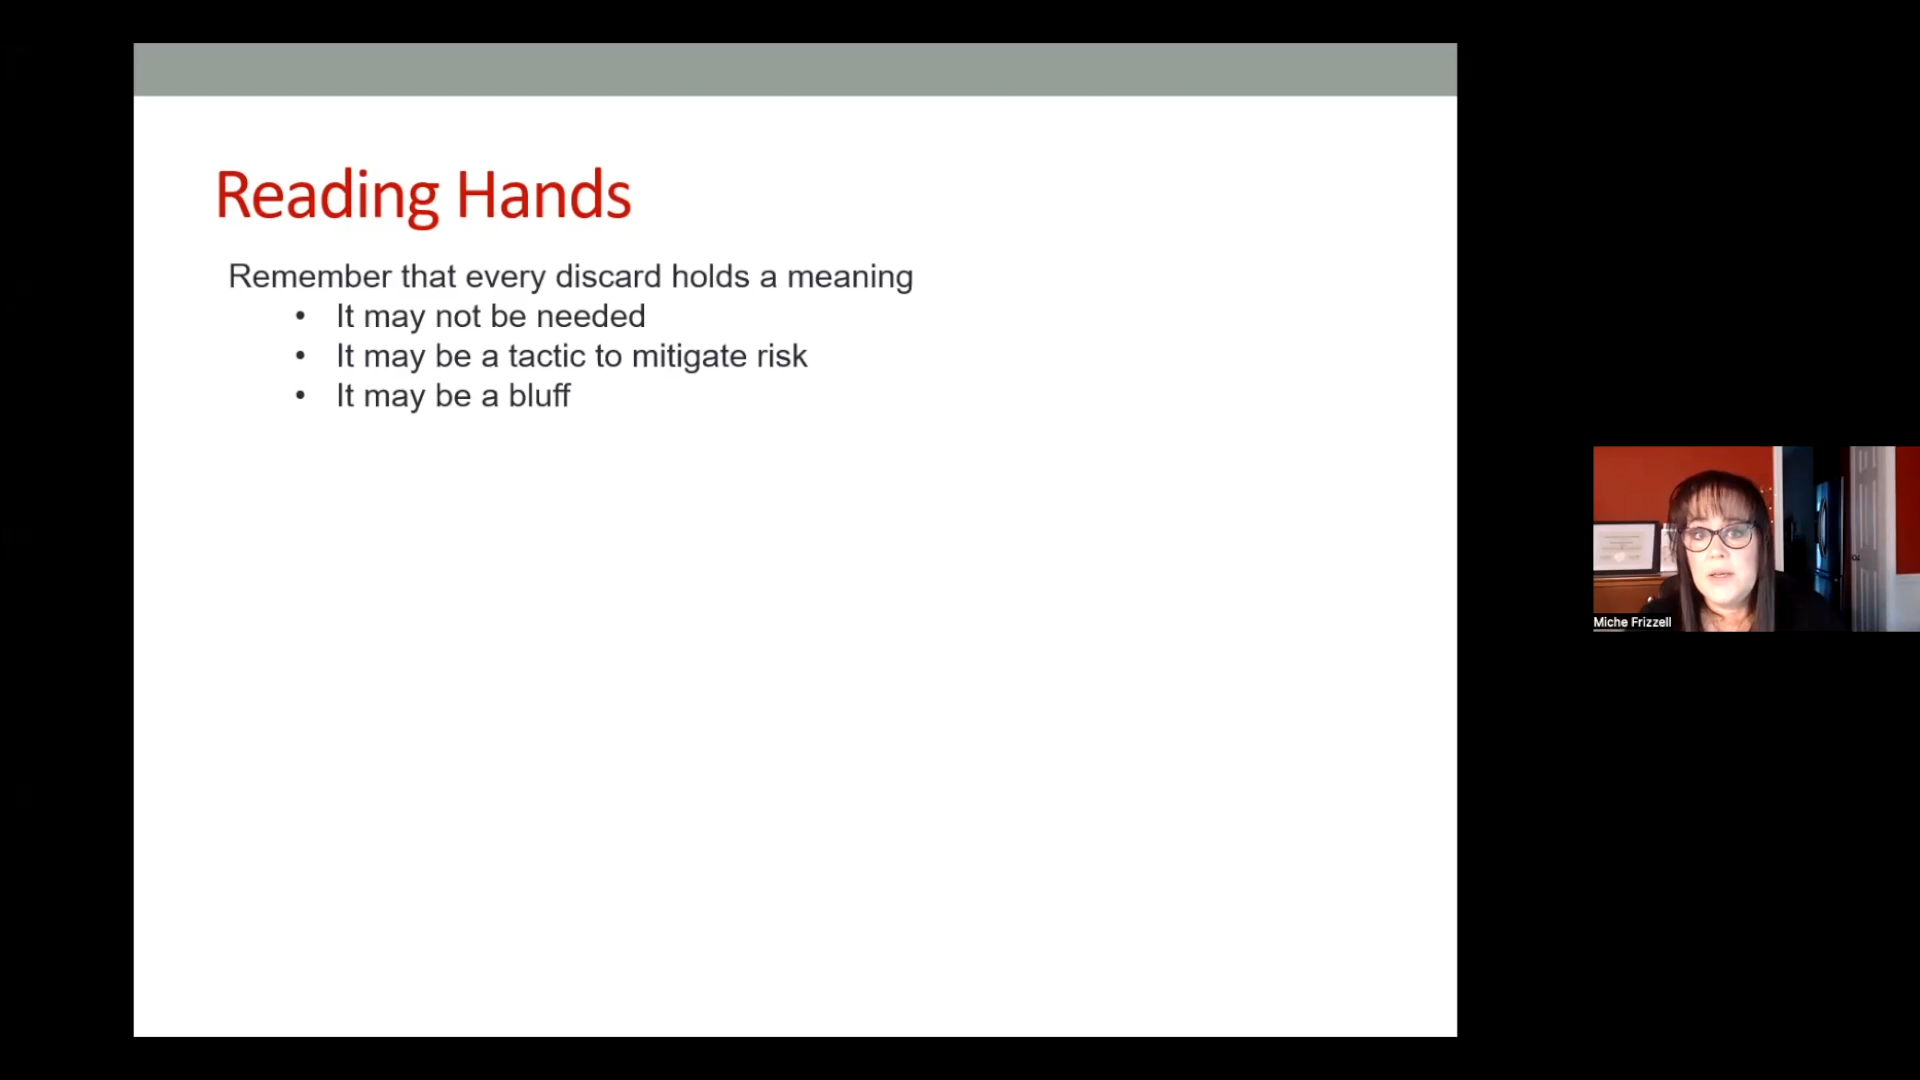 Reading Hands
Remember that every discard holds a meaning
• It may not be needed
• It may be a tactic to mitigate risk
• It may be a bluff
Miche Frizzell